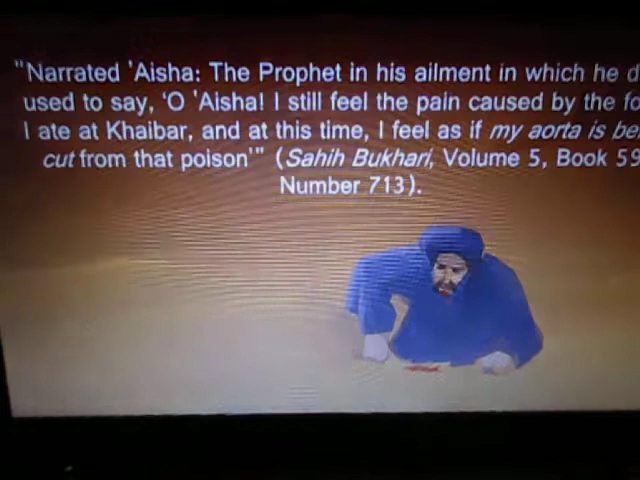 "Narrated 'Aisha: The Prophet in his ailment in which he
used to say, 'O 'Aisha! I still feel the pain caused by the
I ate at Khaibar, and at this time, I feel as if my aorta is
cut from that poison'" (Sahih Bukhari, Volume 5, Book 59
Number 713).